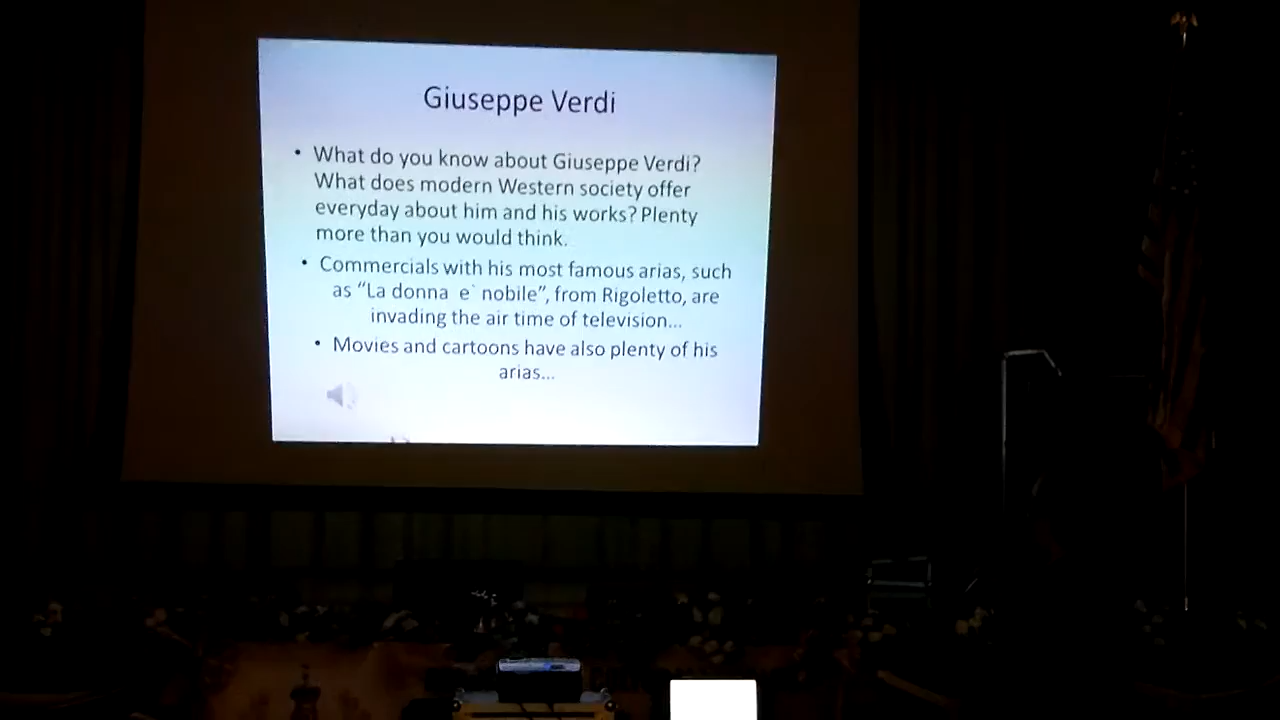 Giuseppe Verdi
• What do you know about Giuseppe Verdi?
What does modern Western society offer
everyday about him and his works? Plenty
more than you would think.
• Commercials with his most famous arias, such
as “La donna e` nobile”, from Rigoletto, are
invading the air time of television...
• Movies and cartoons have also plenty of his
arias...